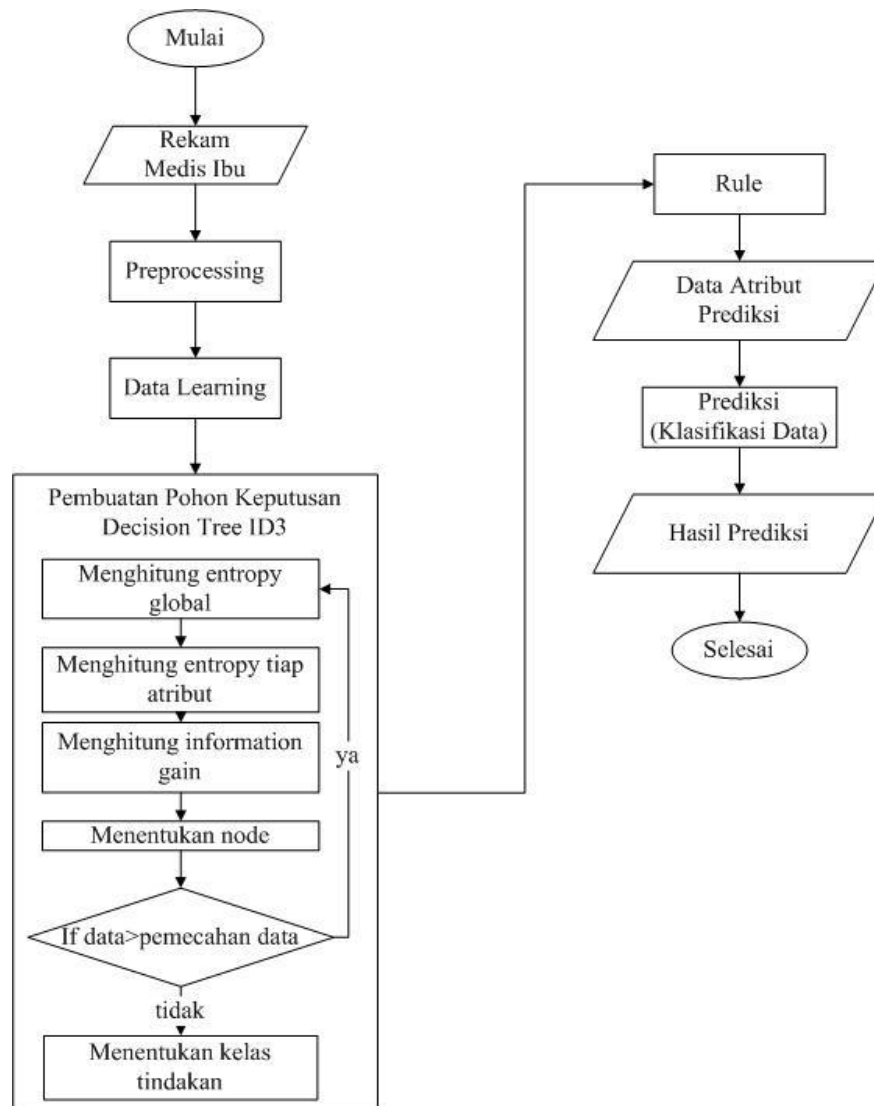 Mulai
Rekam
Medis Ibu
Preprocessing
Data Learning
Pembuatan Pohon Keputusan
Decision Tree ID3
Menghitung entropy
global
Menghitung entropy tiap
atribut
Menghitung information
gain
ya
Menentukan node
If data>pemecahan data
tidak
Menentukan kelas
tindakan
Rule
Data Atribut
Prediksi
Prediksi
(Klasifikasi Data)
Hasil Prediksi
Selesai